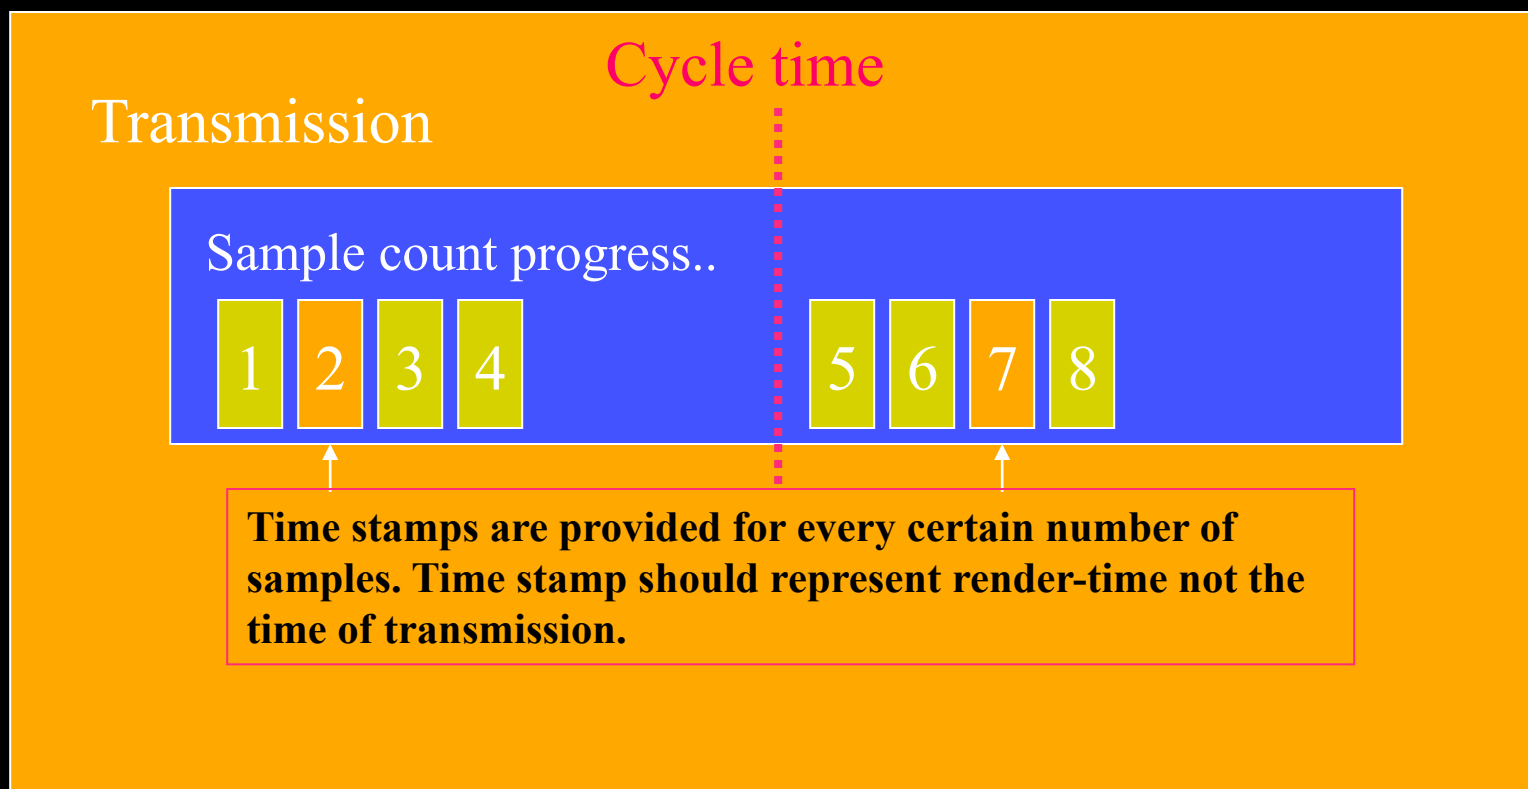 Cycle time
Transmission
Sample count progress..
1 2 3 4 5 6 7 8
Time stamps are provided for every certain number of
samples. Time stamp should represent render-time not the
time of transmission.